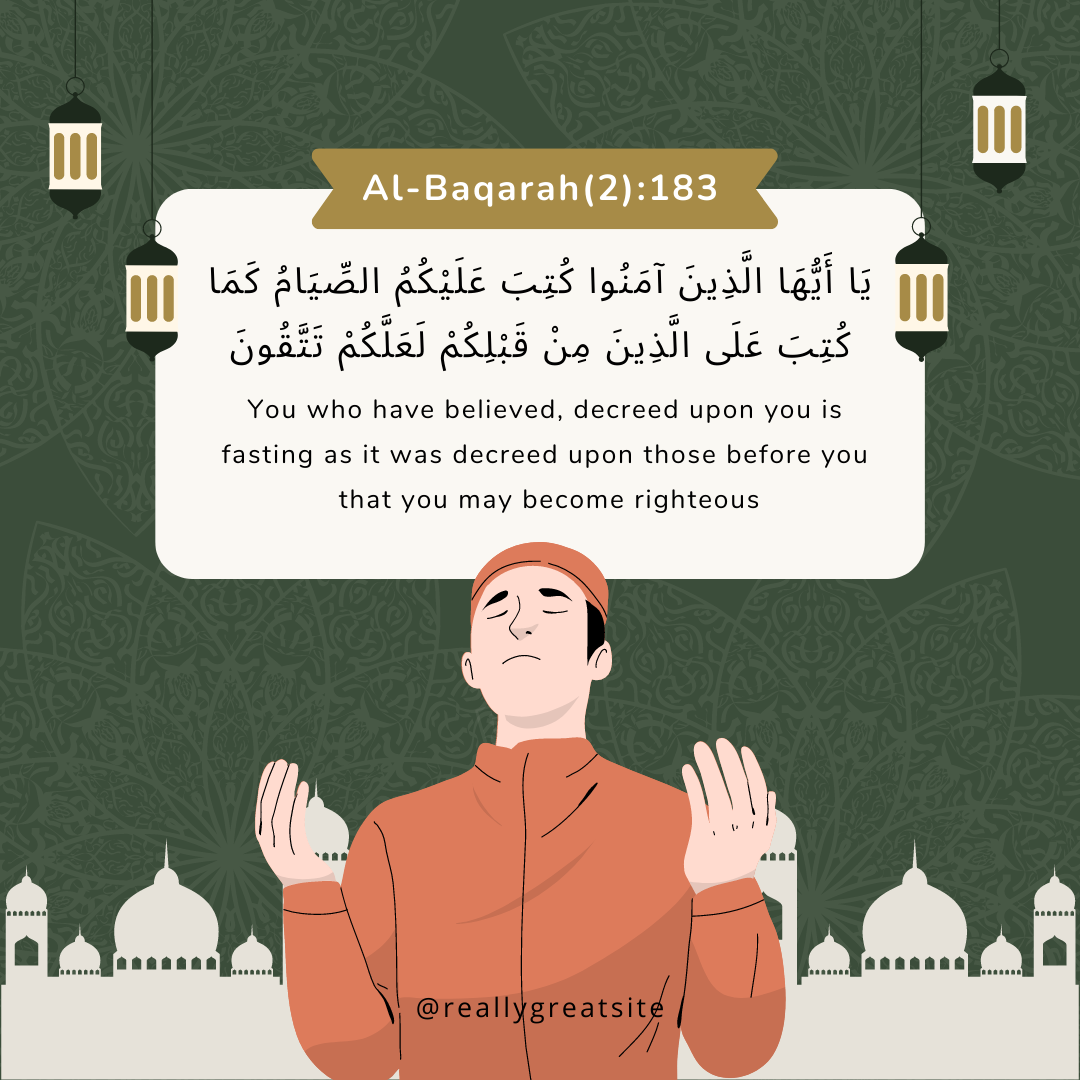 Al-Baqarah(2):183
يَا أَيُّهَا الَّذِينَ آمَنُوا كُتِبَ عَلَيْكُمُ الصِّيَامُ كَمَا
كُتِبَ عَلَى الَّذِينَ مِنْ قَبْلِكُمْ لَعَلَّكُمْ تَتَّقُونَ
You who have believed, decreed upon you is
fasting as it was decreed upon those before you
that you may become righteous
@reallygreatsite